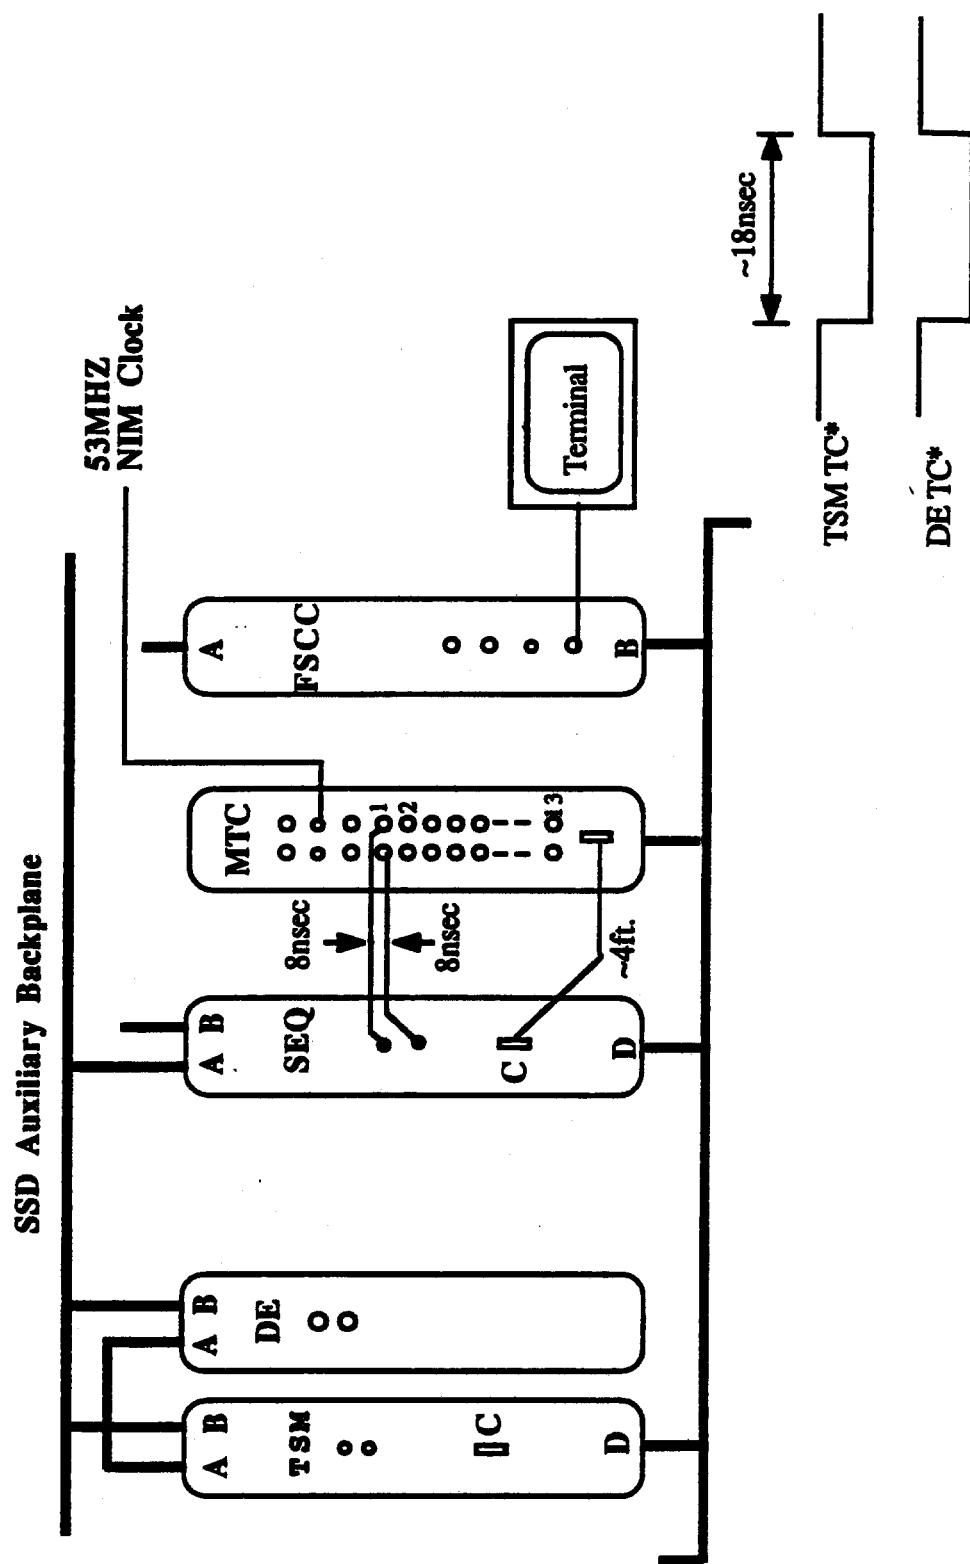 SSD Auxiliary Backplane
53MHZ
NIM Clock
A B
TSM
C
D
A B
DE
A B
SEQ
C
D
8nsec
8nsec
~4ft.
MTC
1
2
13
A
FSCC
B
Terminal
~18nsec
TSM TC*
DE TC*